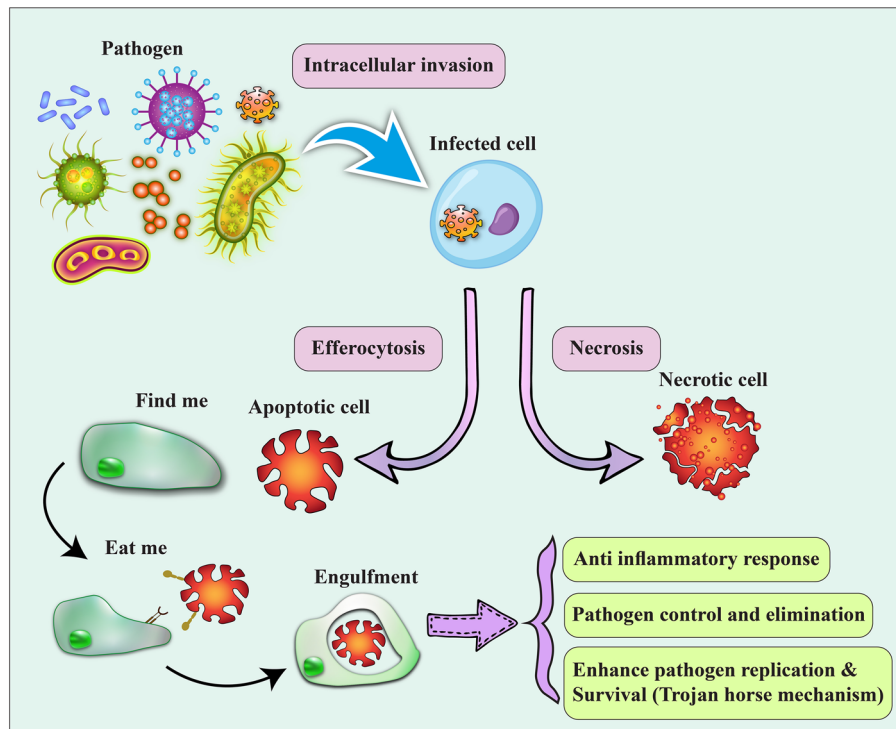 Pathogen
Intracellular invasion
Infected cell
Efferocytosis
Necrosis
Necrotic cell
Find me
Apoptotic cell
Eat me
Engulfment
Anti inflammatory response
Pathogen control and elimination
Enhance pathogen replication &
Survival (Trojan horse mechanism)